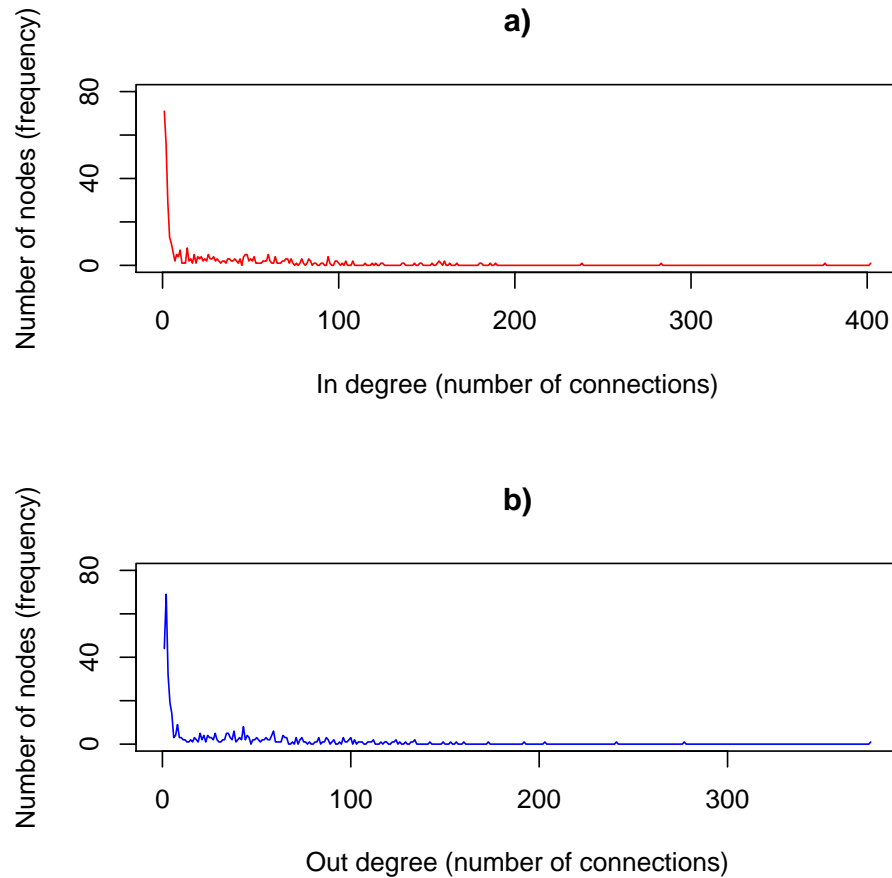 a)
Number of nodes (frequency)
80
40
0
0 100 200 300 400
In degree (number of connections)
b)
Number of nodes (frequency)
80
40
0
0 100 200 300
Out degree (number of connections)